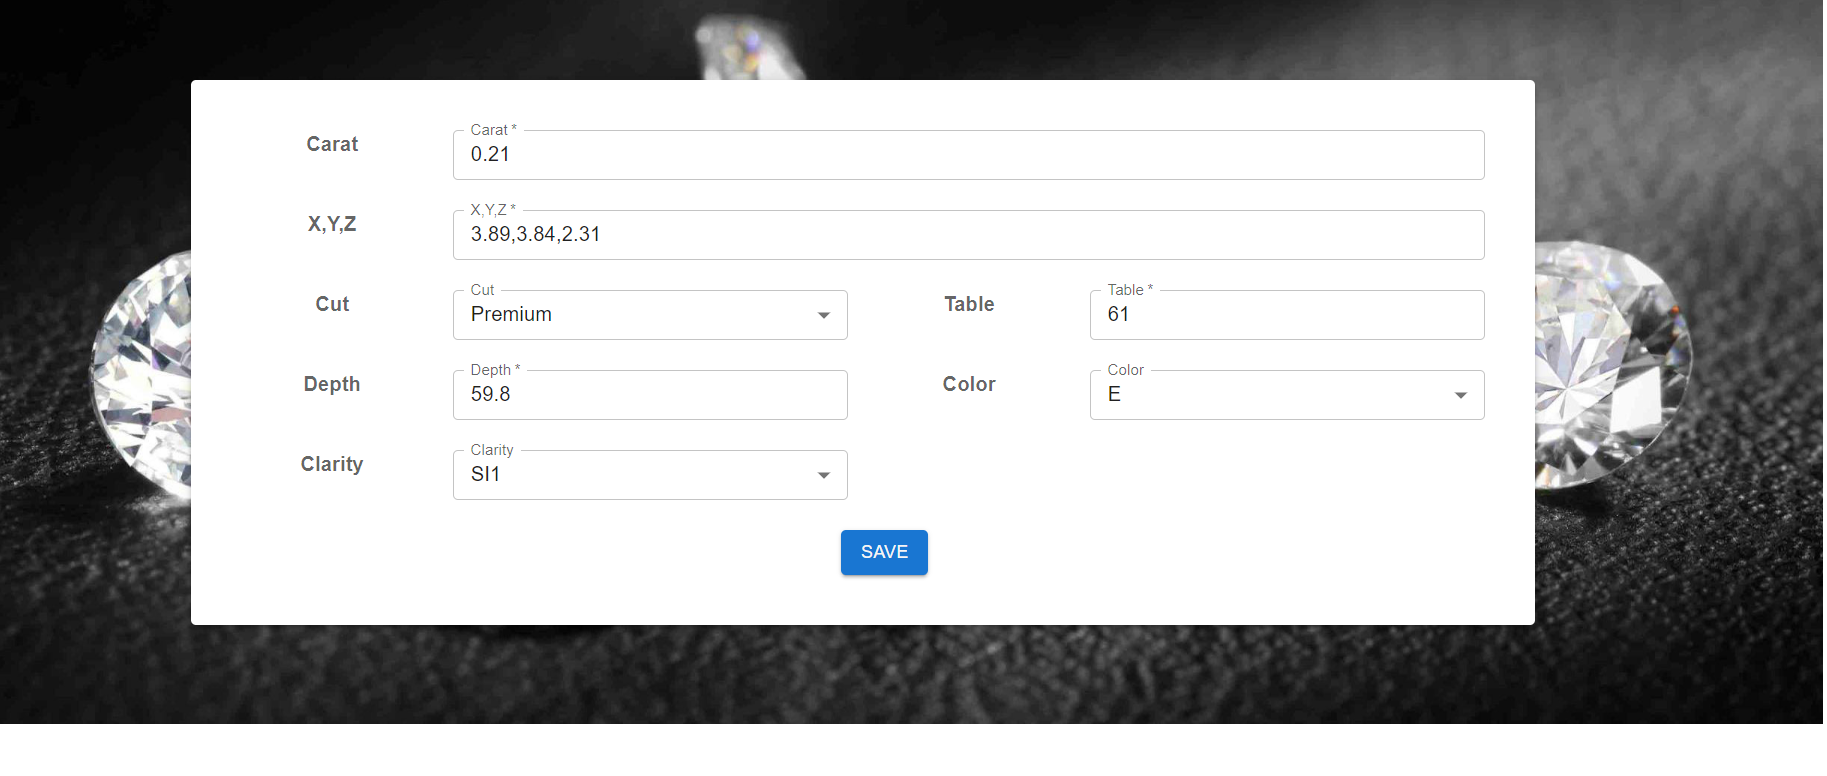 Carat
Carat *
0.21
X,Y,Z
X,Y,Z *
3.89,3.84,2.31
Cut
Cut
Premium
Table
Table *
61
Depth
Depth *
59.8
Color
Color
E
Clarity
Clarity
SI1
SAVE